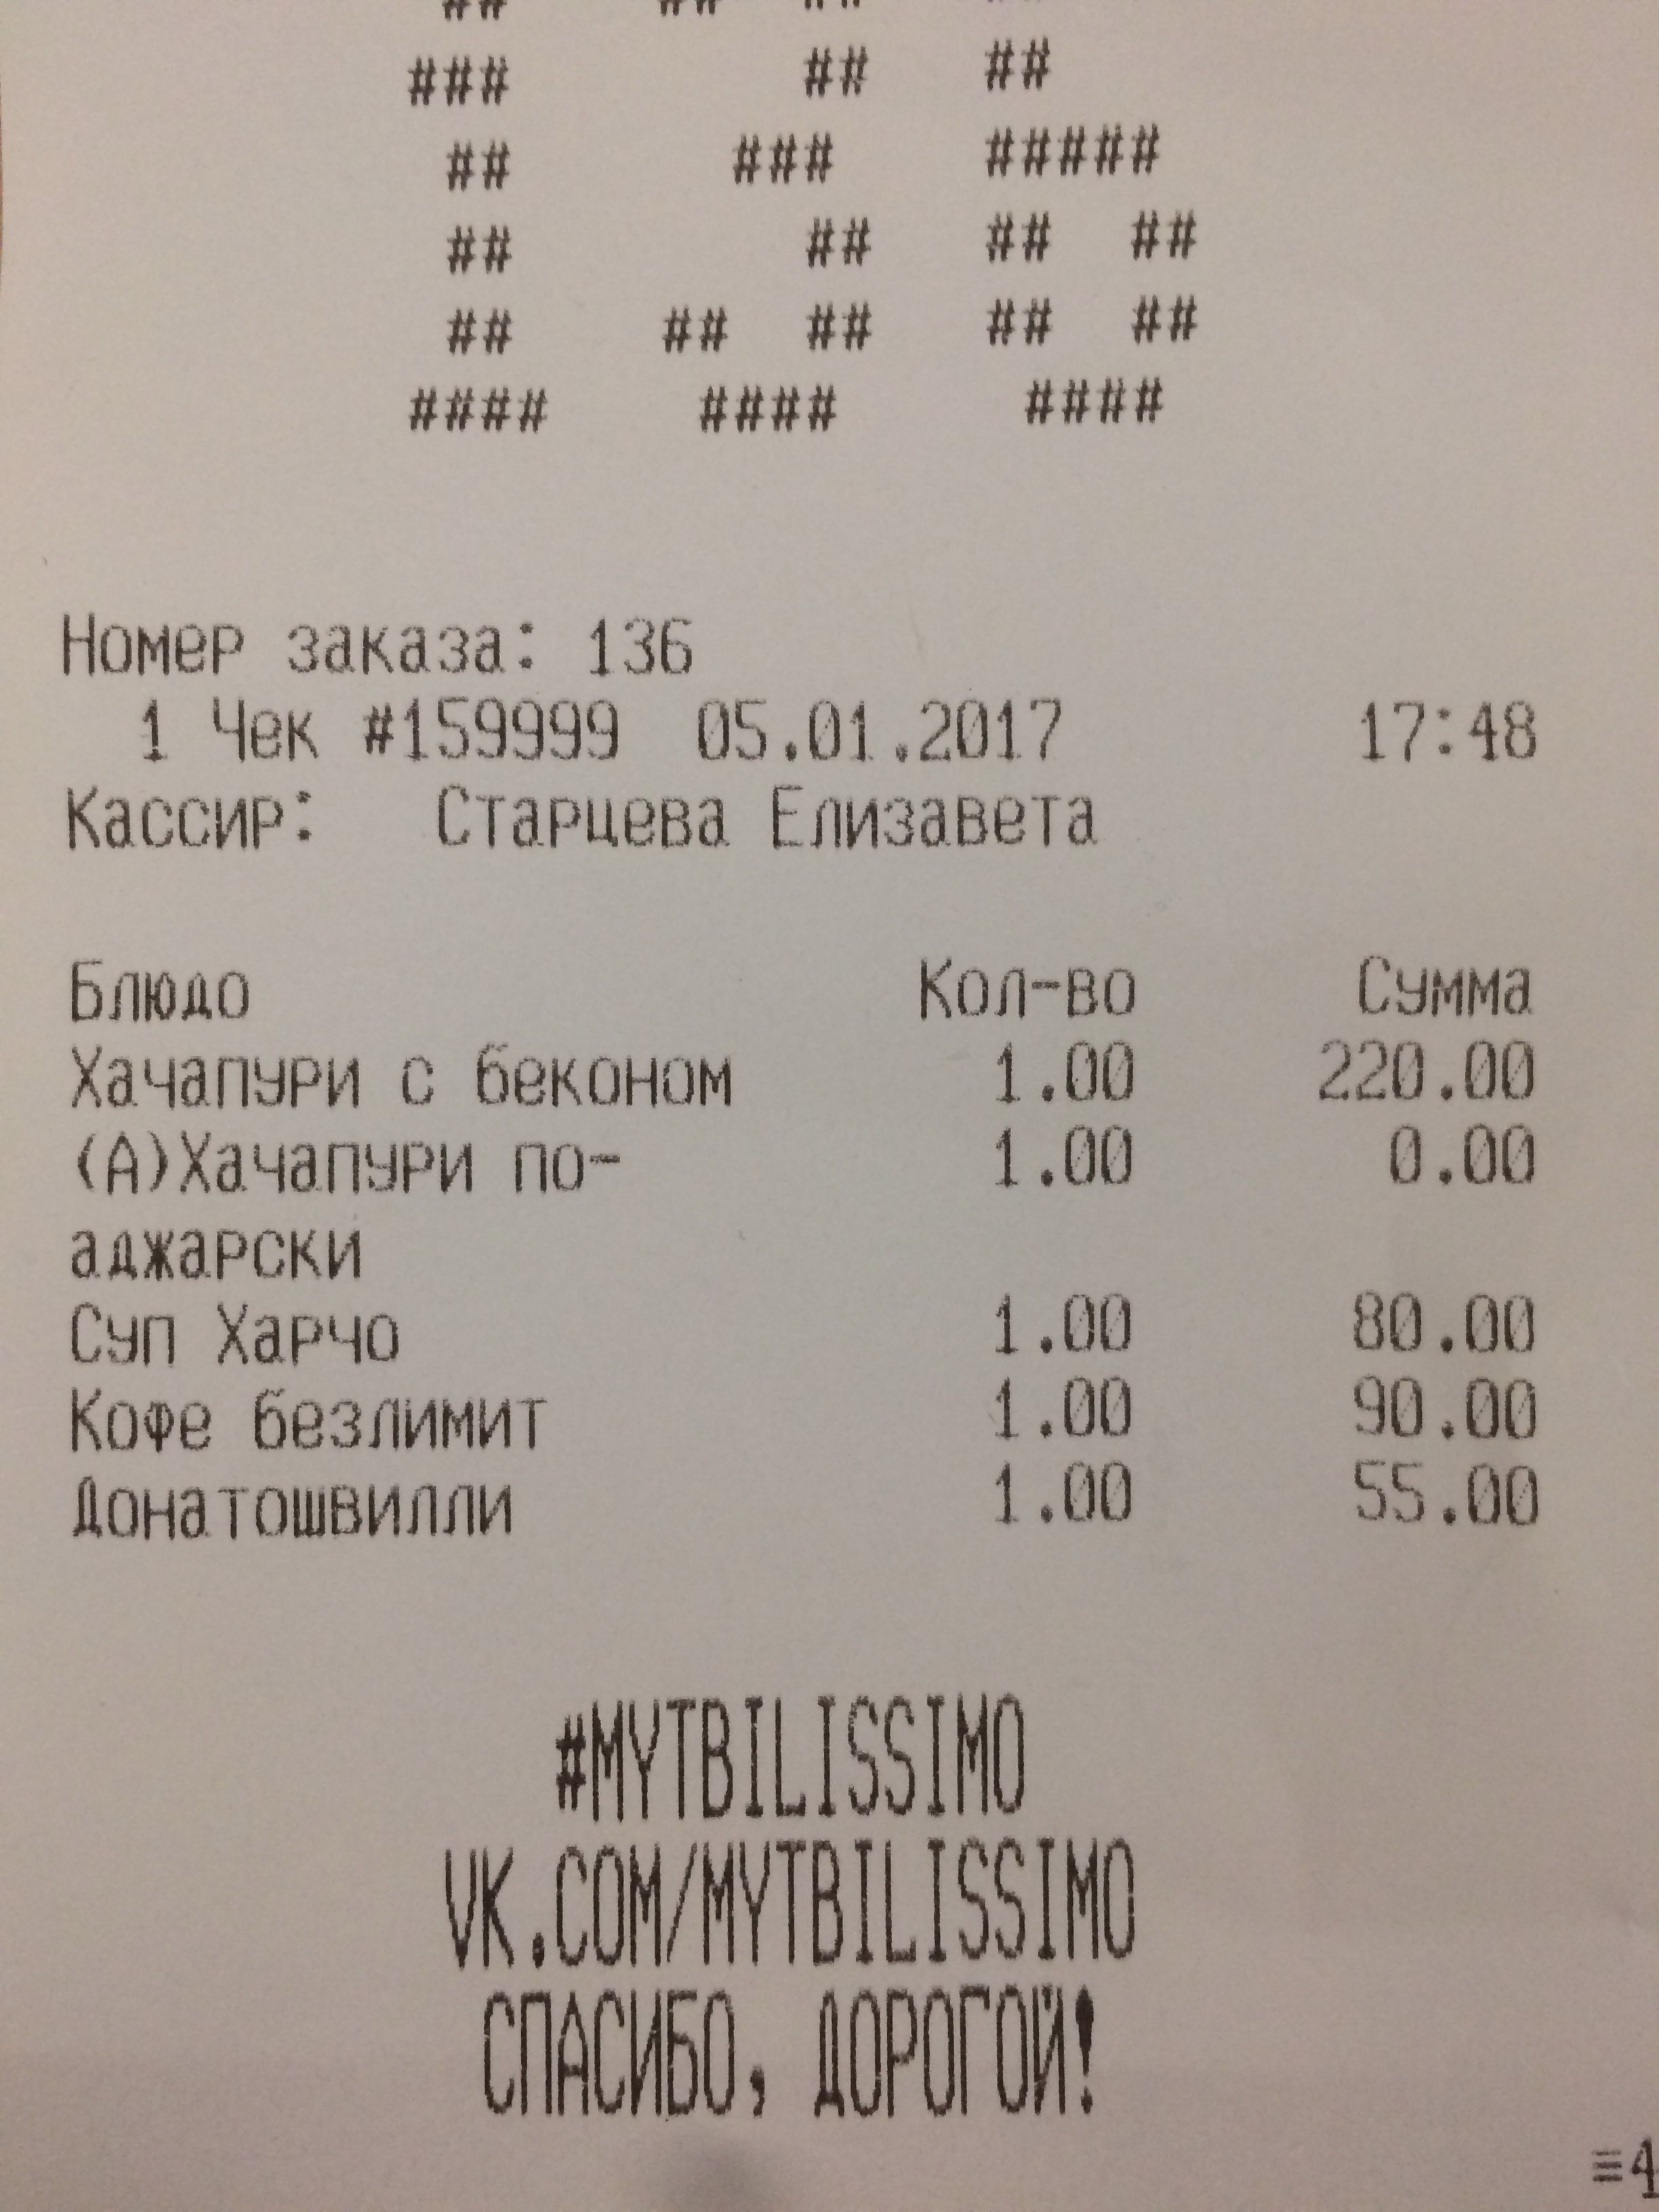 ##   ##  ##   ##
###   ##   ##
##   ###   #####
##   ##   ##  ##
##   ##  ##   ##  ##
####   ####   ####
Номер заказа: 136
1 Чек #159999 05.01.2017 17:48
Кассир: Старцева Елизавета
Блюдо Кол-во Сумма
Хачапури с беконом 1.00 220.00
(А)Хачапури по- 1.00 0.00
аджарски
Суп Харчо 1.00 80.00
Кофе безлимит 1.00 90.00
Донатошвилли 1.00 55.00
#MYTBILISSIMO
VK.COM/MYTBILISSIMO
СПАСИБО, ДОРОГОЙ!
≡4